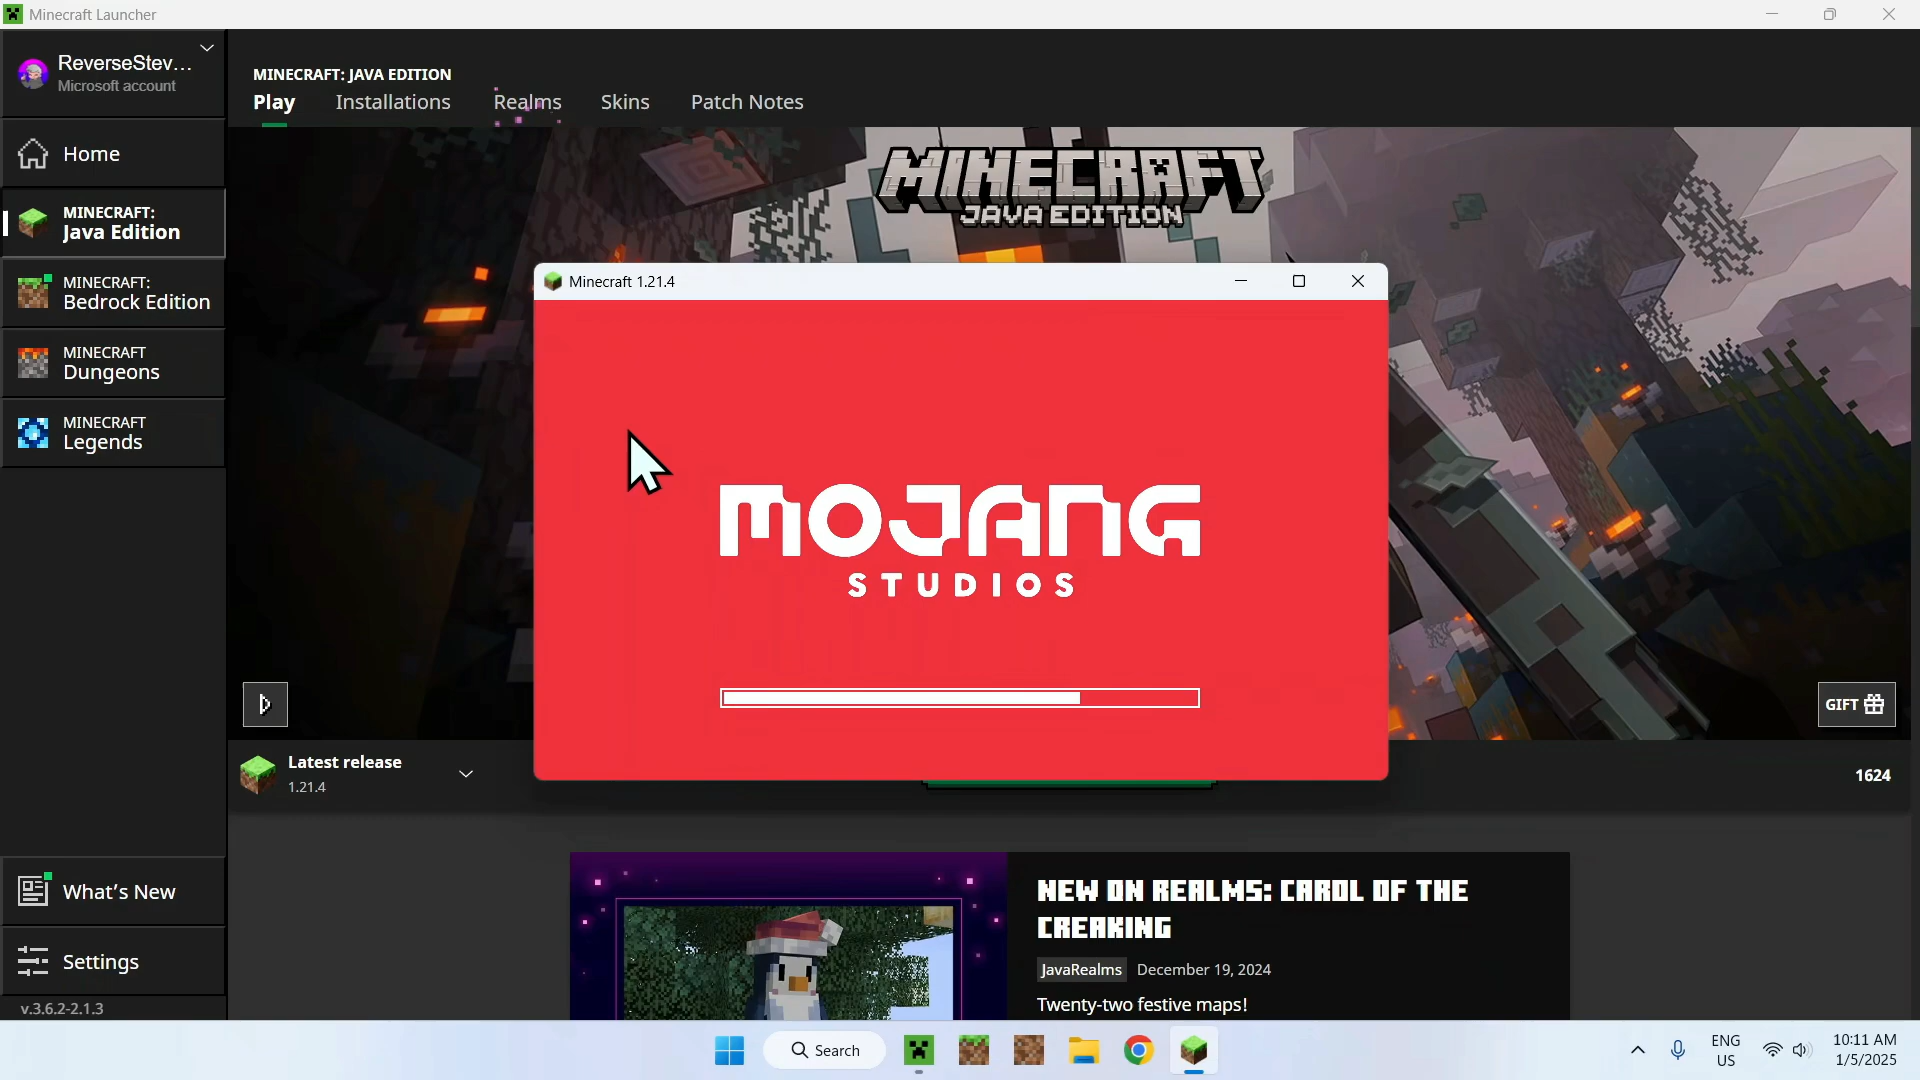 Minecraft Launcher
ReverseStev...
Microsoft account
Home
MINECRAFT:
Java Edition
MINECRAFT:
Bedrock Edition
MINECRAFT
Dungeons
MINECRAFT
Legends
What's New
Settings
v.3.6.2-2.1.3
MINECRAFT: JAVA EDITION
Play Installations Realms Skins Patch Notes
MINECRAFT
JAVA EDITION
Minecraft 1.21.4
MOJANG
STUDIOS
GIFT
Latest release
1.21.4
1624
NEW ON REALMS: CAROL OF THE
CREAKING
JavaRealms December 19, 2024
Twenty-two festive maps!
Search
ENG
US
10:11 AM
1/5/2025